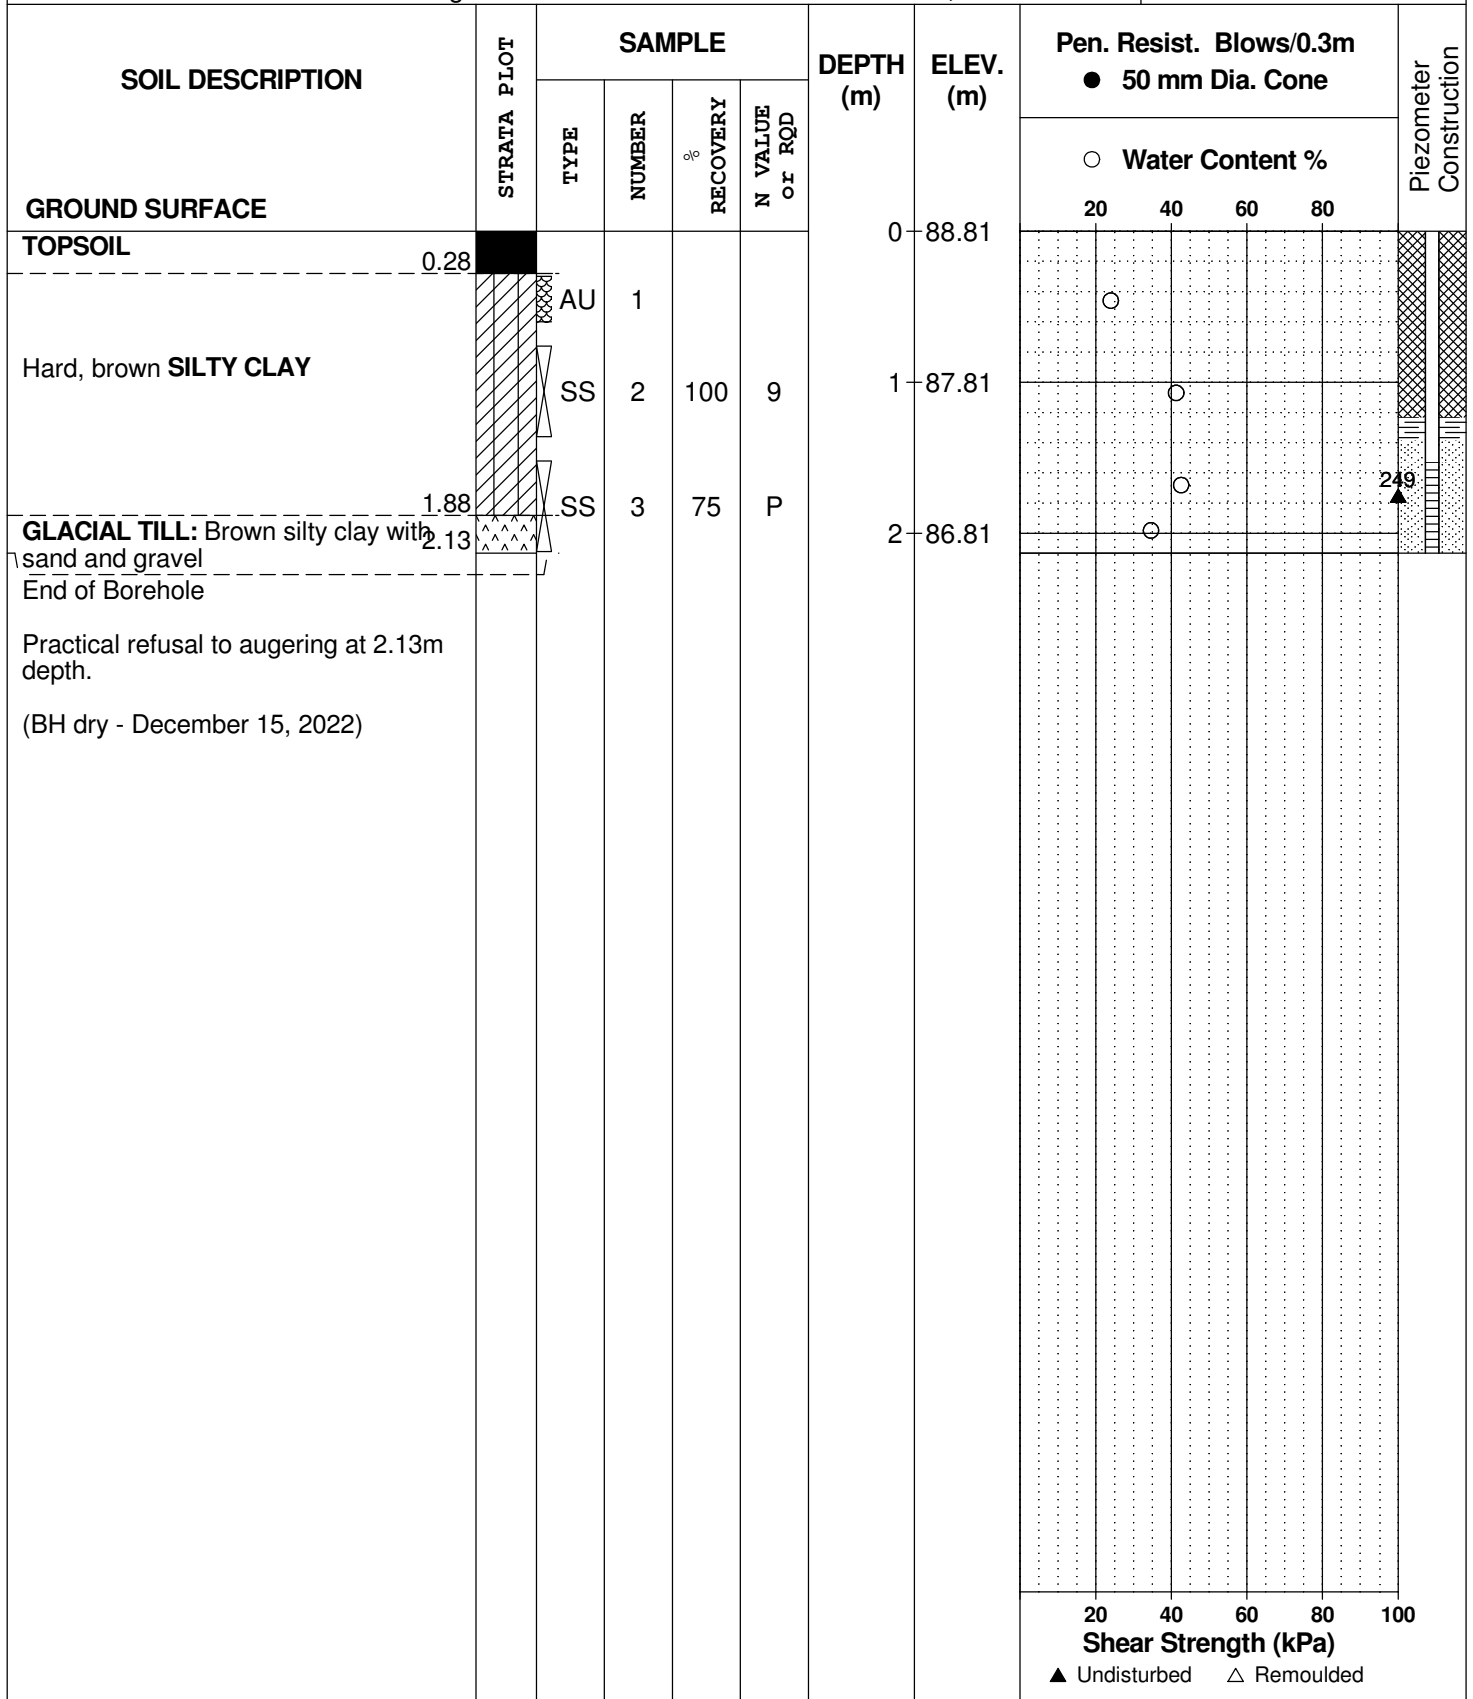 SOIL DESCRIPTION
GROUND SURFACE
STRATA PLOT
SAMPLE
TYPE
NUMBER
%
RECOVERY
N VALUE
or RQD
DEPTH
(m)
ELEV.
(m)
Pen. Resist. Blows/0.3m
● 50 mm Dia. Cone
○ Water Content %
20 40 60 80
Piezometer
Construction
TOPSOIL
0.28
0 88.81
AU 1
Hard, brown SILTY CLAY
1 87.81
SS 2 100 9
249
1.88
SS 3 75 P
GLACIAL TILL: Brown silty clay with
2.13
sand and gravel
2 86.81
End of Borehole
Practical refusal to augering at 2.13m
depth.
(BH dry - December 15, 2022)
20 40 60 80 100
Shear Strength (kPa)
▲ Undisturbed △ Remoulded